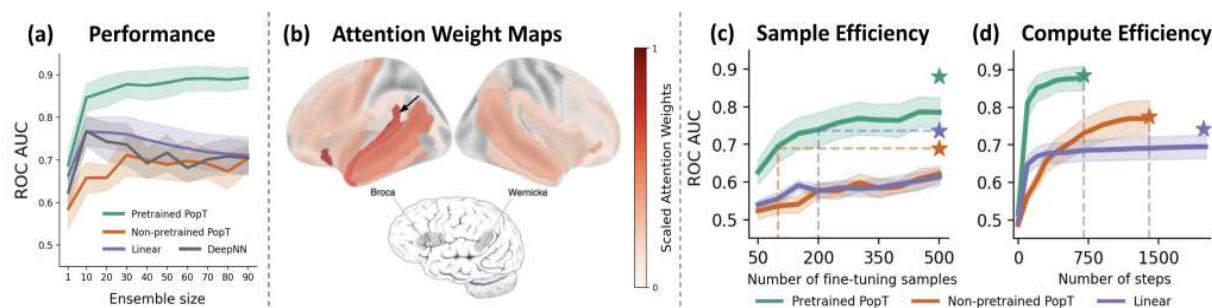 (a) Performance
ROC AUC
0.9
0.8
0.7
0.6
0.5
1 10 20 30 40 50 60 70 80 90
Ensemble size
Pretrained PopT
Non-pretrained PopT
Linear DeepNN
(b) Attention Weight Maps
Broca Wernicke
1
0
Scaled Attention Weights
(c) Sample Efficiency
ROC AUC
0.9
0.8
0.7
0.6
0.5
50 200 350 500
Number of fine-tuning samples
(d) Compute Efficiency
0.9
0.8
0.7
0.6
0.5
0 750 1500
Number of steps
Pretrained PopT Non-pretrained PopT Linear